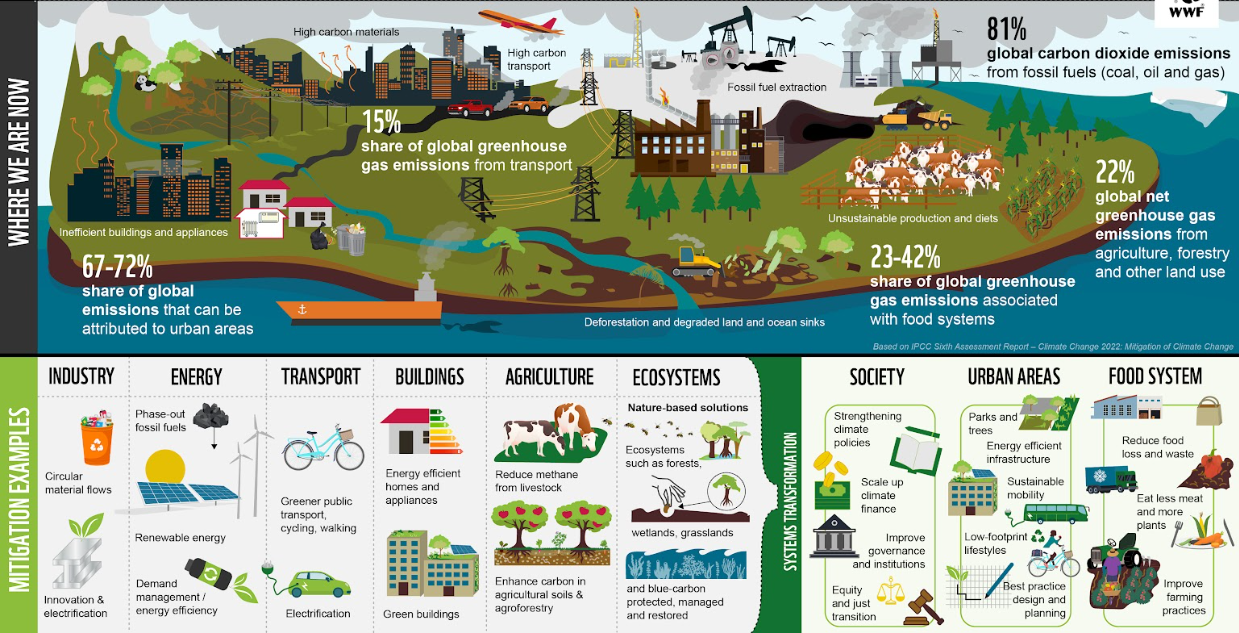 WWF
WHERE WE ARE NOW
High carbon materials
High carbon
transport
81%
global carbon dioxide emissions
from fossil fuels (coal, oil and gas)
Fossil fuel extraction
15%
share of global greenhouse
gas emissions from transport
22%
global net
greenhouse gas
emissions from
agriculture, forestry
and other land use
Unsustainable production and diets
Inefficient buildings and appliances
67-72%
share of global
emissions that can be
attributed to urban areas
23-42%
share of global greenhouse
gas emissions associated
with food systems
Deforestation and degraded land and ocean sinks
Based on IPCC Sixth Assessment Report – Climate Change 2022: Mitigation of Climate Change
MITIGATION EXAMPLES
INDUSTRY
Circular
material flows
Innovation &
electrification
ENERGY
Phase-out
fossil fuels
Renewable energy
Demand
management /
energy efficiency
TRANSPORT
Greener public
transport,
cycling, walking
Electrification
BUILDINGS
Energy efficient
homes and
appliances
Green buildings
AGRICULTURE
Reduce methane
from livestock
Enhance carbon in
agricultural soils &
agroforestry
ECOSYSTEMS
Nature-based solutions
Ecosystems
such as forests,
wetlands, grasslands
and blue-carbon
protected, managed
and restored
SYSTEMS TRANSFORMATION
SOCIETY
Strengthening
climate
policies
Scale up
climate
finance
Improve
governance
and institutions
Equity
and just
transition
URBAN AREAS
Parks and
trees
Energy efficient
infrastructure
Sustainable
mobility
Low-footprint
lifestyles
Best practice
design and
planning
FOOD SYSTEM
Reduce food
loss and waste
Eat less meat
and more
plants
Improve
farming
practices